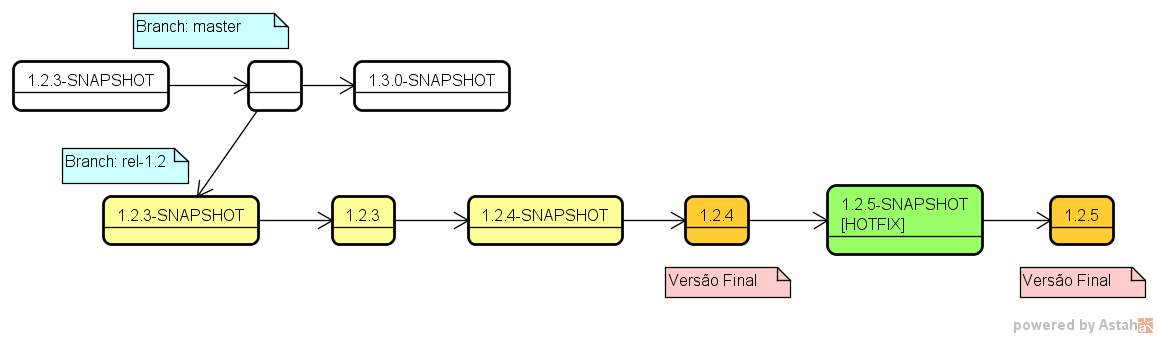 Branch: master
1.2.3-SNAPSHOT
1.3.0-SNAPSHOT
Branch: rel-1.2
1.2.3-SNAPSHOT
1.2.3
1.2.4-SNAPSHOT
1.2.4
1.2.5-SNAPSHOT
[HOTFIX]
1.2.5
Versão Final
Versão Final
powered by Astah